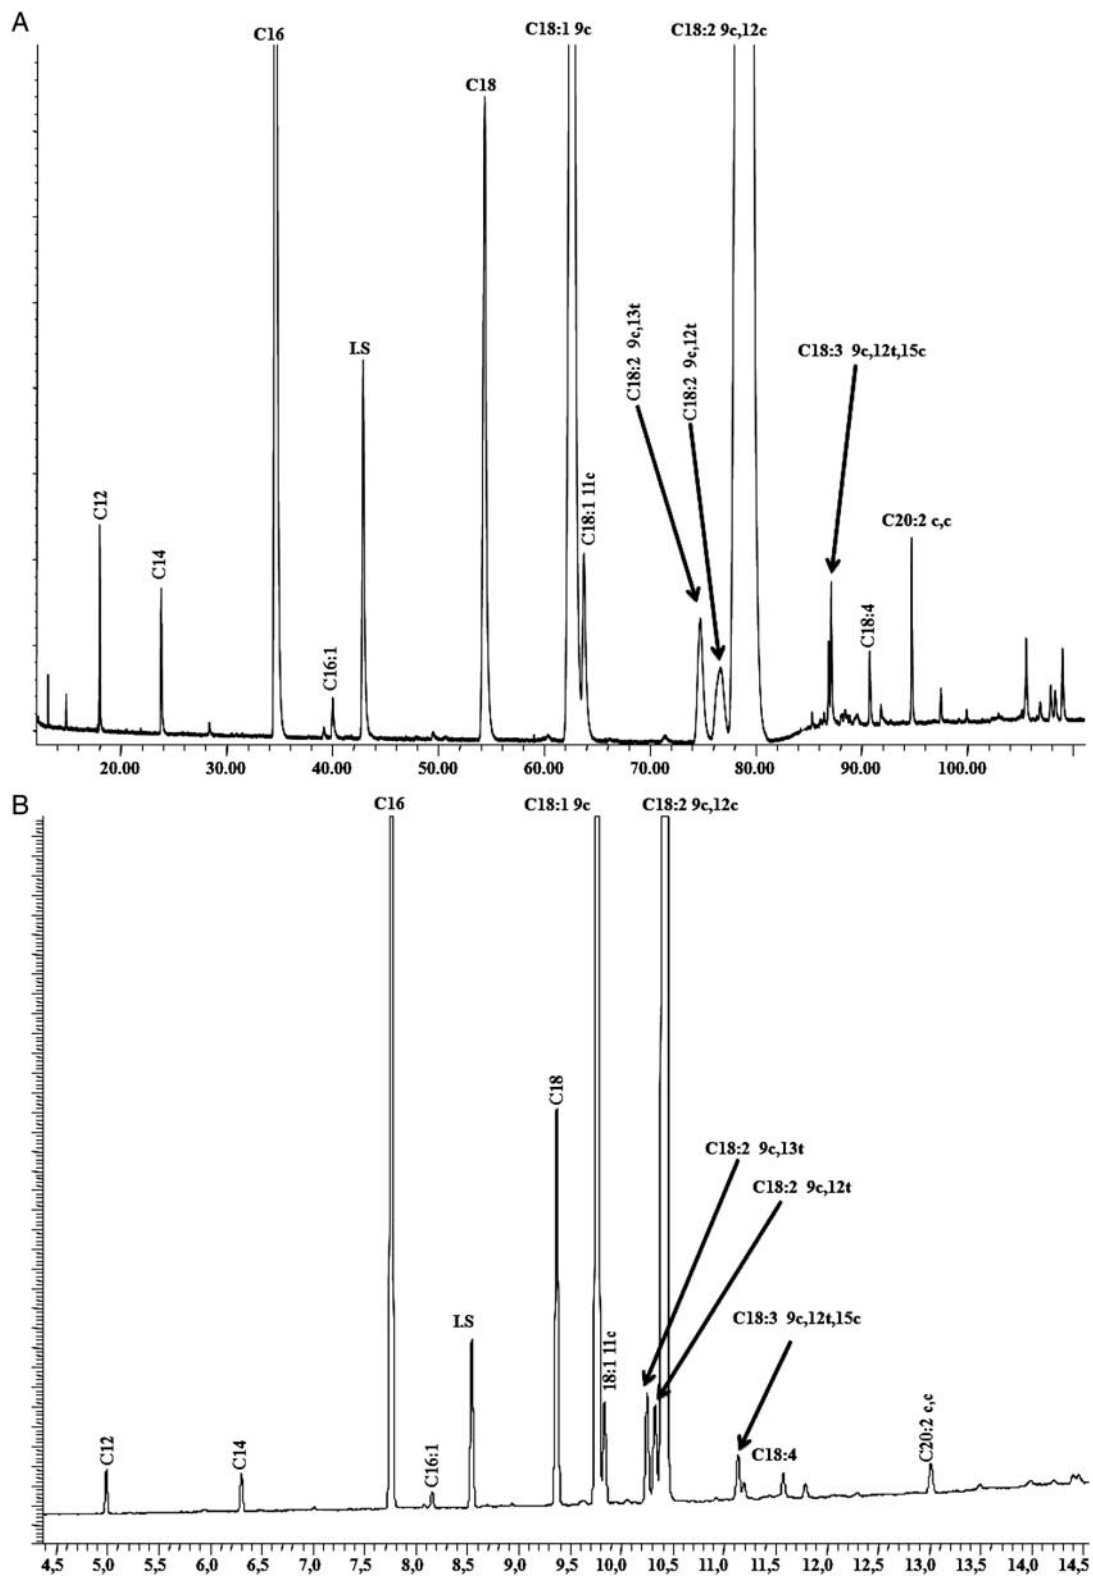 A
C16
C18:1 9c
C18:2 9c,12c
C18
C18:2 9c,13t
C18:2 9c,12t
LS
C18:3 9c,12t,15c
C12
C14
C16:1
C18:1 11c
C20:2 c,c
C18:4
20.00 30.00 40.00 50.00 60.00 70.00 80.00 90.00 100.00
B
C16
C18:1 9c
C18:2 9c,12c
C18
C18:2 9c,13t
C18:2 9c,12t
LS
18:1 11c
C18:3 9c,12t,15c
C12
C14
C16:1
C18:4
C20:2 c,c
4,5 5,0 5,5 6,0 6,5 7,0 7,5 8,0 8,5 9,0 9,5 10,0 10,5 11,0 11,5 12,0 12,5 13,0 13,5 14,0 14,5